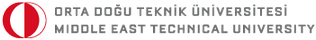 ORTA DOĞU TEKNİK ÜNİVERSİTESİ
MIDDLE EAST TECHNICAL UNIVERSITY